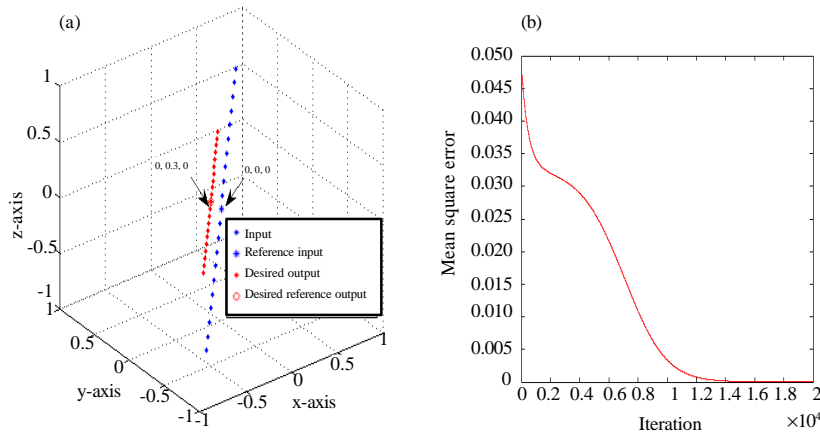 (a)
z-axis
1
0.5
0
-0.5
-1
1
0.5
0
-0.5
-1
y-axis
-1
-0.5
0
0.5
1
x-axis
0, 0.3, 0
0, 0, 0
Input
Reference input
Desired output
Desired reference output
(b)
Mean square error
0.050
0.045
0.040
0.035
0.030
0.025
0.020
0.015
0.010
0.005
0
0 0.2 0.4 0.6 0.8 1 1.2 1.4 1.6 1.8 2
Iteration
×10⁴